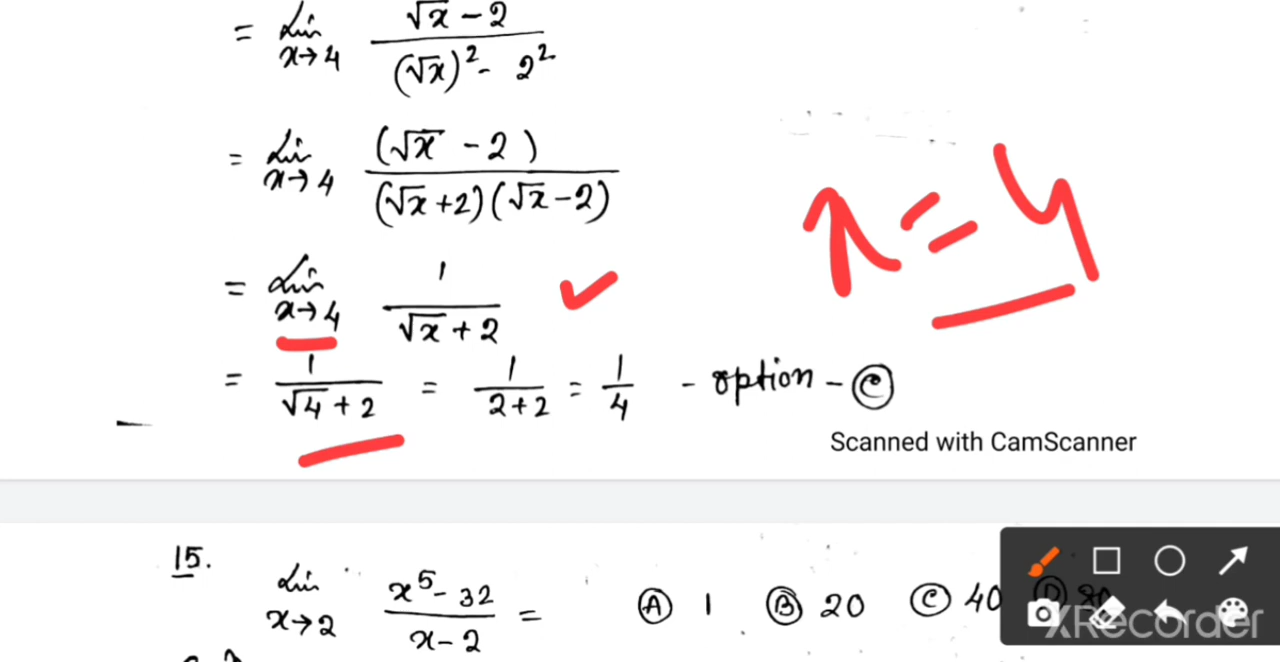 = Lim x→4 √x - 2 / (√x)² - 2²
= Lim x→4 (√x - 2) / (√x + 2)(√x - 2)
x = 4
= Lim x→4 1 / √x + 2
= 1 / √4 + 2 = 1 / 2+2 = 1/4 - option - Ⓒ
Scanned with CamScanner
15.
Lim x→2 x⁵ - 32 / x - 2 = Ⓐ 1 Ⓑ 20 Ⓒ 40 Ⓓ 80
XRecorder